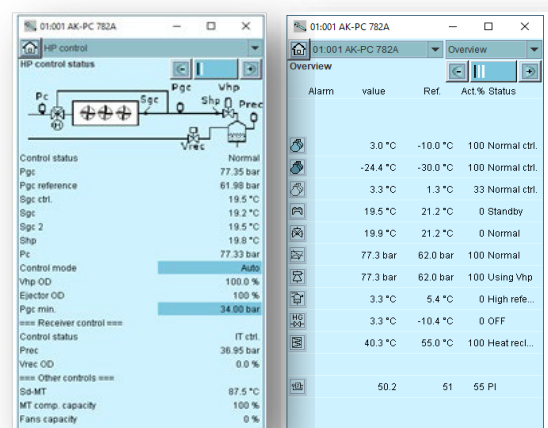 01:001 AK-PC 782A
HP control
HP control status
Pgc Vhp
Pc Sgc Shp Prec
Vrec
Control status Normal
Pgc 77.35 bar
Pgc reference 61.98 bar
Sgc ctrl. 19.5 °C
Sgc 19.2 °C
Sgc 2 19.5 °C
Shp 19.8 °C
Pc 77.33 bar
Control mode Auto
Vhp OD 100.0 %
Ejector OD 100 %
Pgc min. 34.00 bar
=== Receiver control ===
Control status IT ctrl.
Prec 36.95 bar
Vrec OD 0.0 %
=== Other controls ===
Sd-MT 87.5 °C
MT comp. capacity 100 %
Fans capacity 0 %
01:001 AK-PC 782A
01:001 AK-PC 782A Overview
Overview
Alarm value Ref. Act.% Status
3.0 °C -10.0 °C 100 Normal ctrl.
-24.4 °C -30.0 °C 100 Normal ctrl.
3.3 °C 1.3 °C 33 Normal ctrl.
19.5 °C 21.2 °C 0 Standby
19.9 °C 21.2 °C 0 Normal
77.3 bar 62.0 bar 100 Normal
77.3 bar 62.0 bar 100 Using Vhp
3.3 °C 5.4 °C 0 High refe...
HG 3.3 °C -10.4 °C 0 OFF
40.3 °C 55.0 °C 100 Heat recl...
50.2 51 55 PI